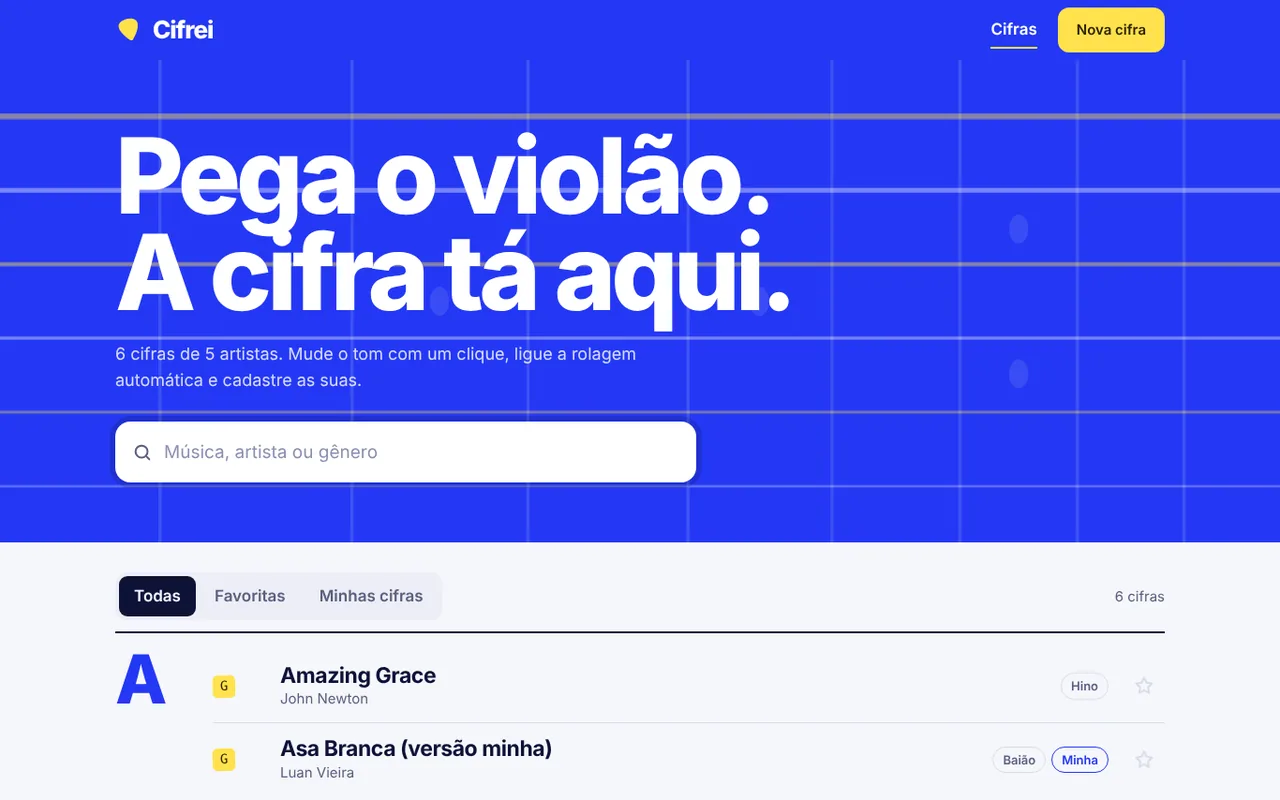 Cifrei
Cifras
Nova cifra
Pega o violão.
A cifra tá aqui.
6 cifras de 5 artistas. Mude o tom com um clique, ligue a rolagem
automática e cadastre as suas.
Música, artista ou gênero
Todas
Favoritas
Minhas cifras
6 cifras
A
G
Amazing Grace
John Newton
Hino
G
Asa Branca (versão minha)
Luan Vieira
Baião
Minha